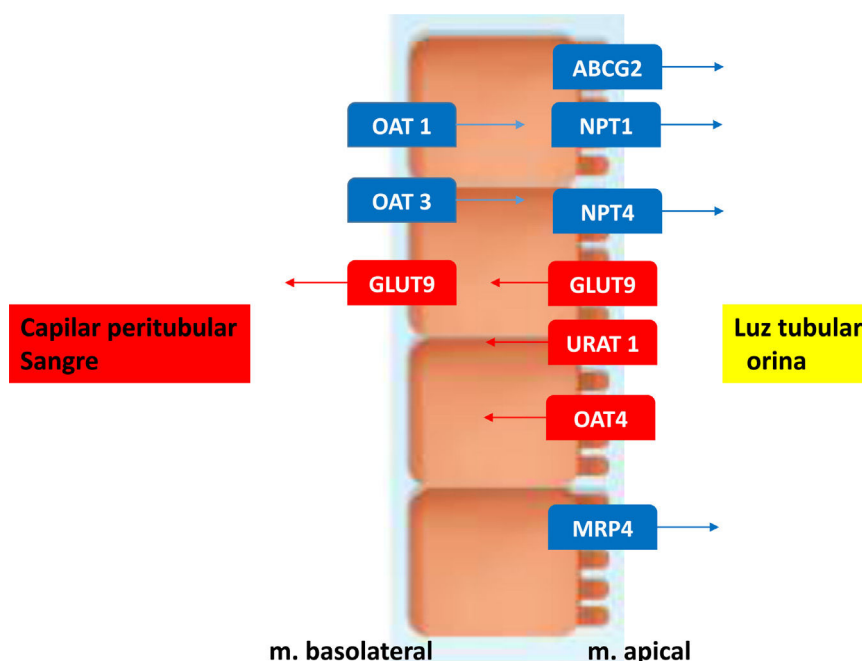 ABCG2
OAT 1
NPT1
OAT 3
NPT4
GLUT9
GLUT9
Capilar peritubular
Sangre
URAT 1
Luz tubular
orina
OAT4
MRP4
m. basolateral
m. apical